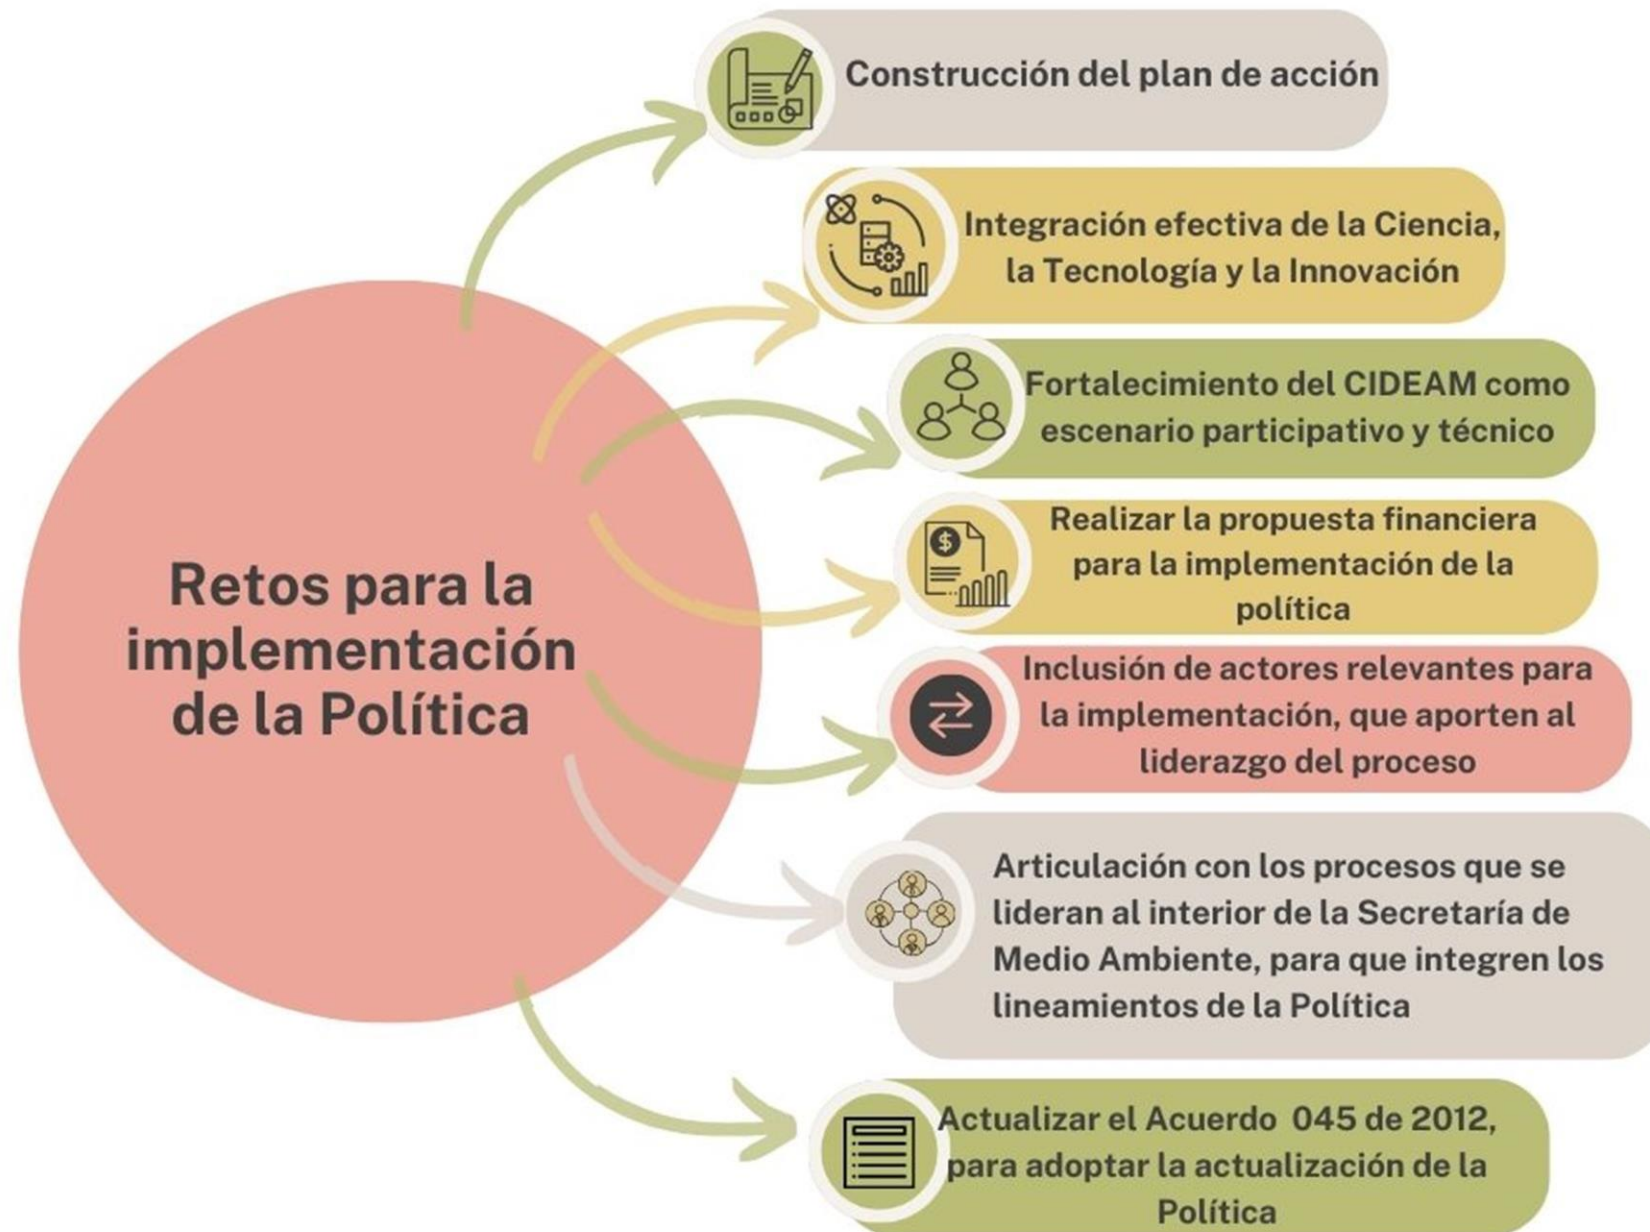 Construcción del plan de acción
Integración efectiva de la Ciencia,
la Tecnología y la Innovación
Fortalecimiento del CIDEAM como
escenario participativo y técnico
Realizar la propuesta financiera
para la implementación de la
política
Retos para la
implementación
de la Política
Inclusión de actores relevantes para
la implementación, que aporten al
liderazgo del proceso
Articulación con los procesos que se
lideran al interior de la Secretaría de
Medio Ambiente, para que integren los
lineamientos de la Política
Actualizar el Acuerdo 045 de 2012,
para adoptar la actualización de la
Política